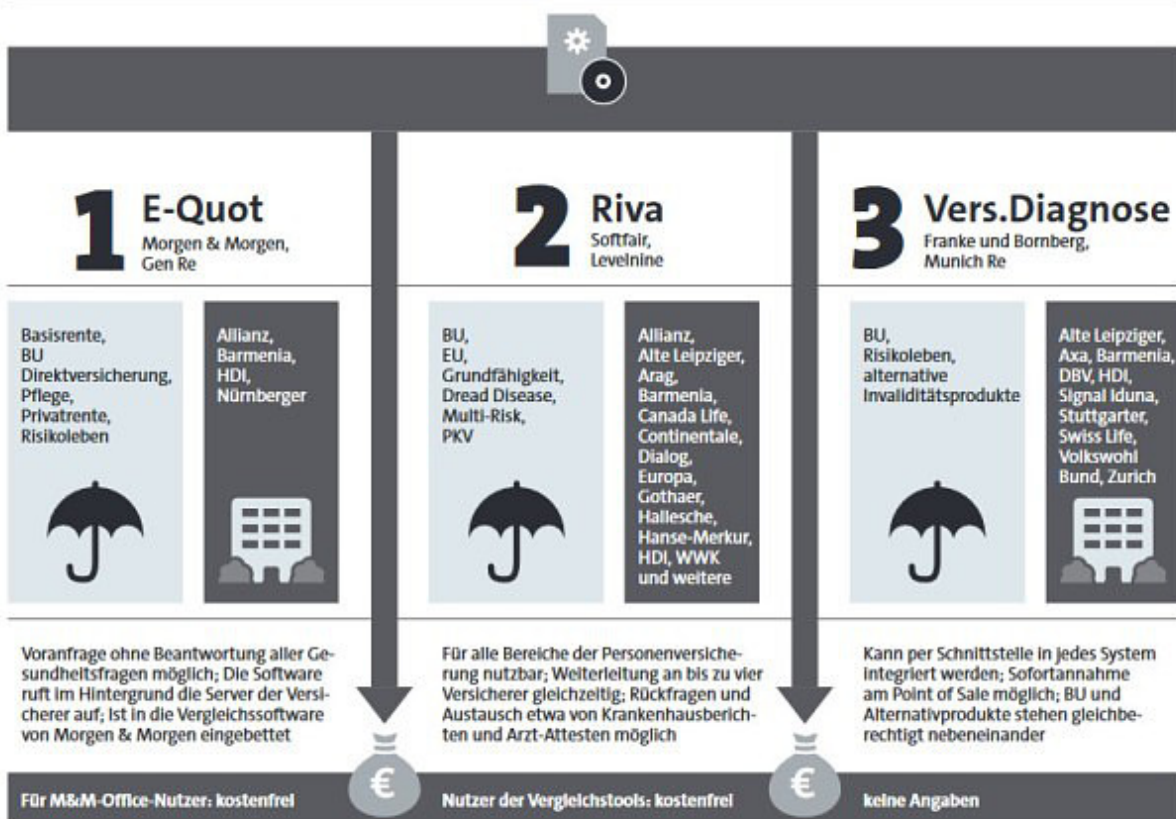 1 E-Quot
Morgen & Morgen,
Gen Re
Basisrente,
BU
Direktversicherung,
Pflege,
Privatrente,
Risikoleben
Allianz,
Barmenia,
HDI,
Nürnberger
Voranfrage ohne Beantwortung aller Ge-
sundheitsfragen möglich; Die Software
ruft im Hintergrund die Server der Versi-
cherer auf; Ist in die Vergleichssoftware
von Morgen & Morgen eingebettet
Für M&M-Office-Nutzer: kostenfrei
2 Riva
Softfair,
Levelnine
BU,
EU,
Grundfähigkeit,
Dread Disease,
Multi-Risk,
PKV
Allianz,
Alte Leipziger,
Arag,
Barmenia,
Canada Life,
Continentale,
Dialog,
Europa,
Gothaer,
Hallesche,
Hanse-Merkur,
HDI, WWK
und weitere
Für alle Bereiche der Personenversiche-
rung nutzbar; Weiterleitung an bis zu vier
Versicherer gleichzeitig; Rückfragen und
Austausch etwa von Krankenhausberich-
ten und Arzt-Attesten möglich
€
Nutzer der Vergleichstools: kostenfrei
3 Vers.Diagnose
Franke und Bornberg,
Munich Re
BU,
Risikoleben,
alternative
Invaliditätsprodukte
Alte Leipziger,
Axa, Barmenia,
DBV, HDI,
Signal Iduna,
Stuttgarter,
Swiss Life,
Volkswohl
Bund, Zurich
Kann per Schnittstelle in jedes System
integriert werden; Sofortannahme
am Point of Sale möglich; BU und
Alternativprodukte stehen gleichbe-
rechtigt nebeneinander
€
keine Angaben